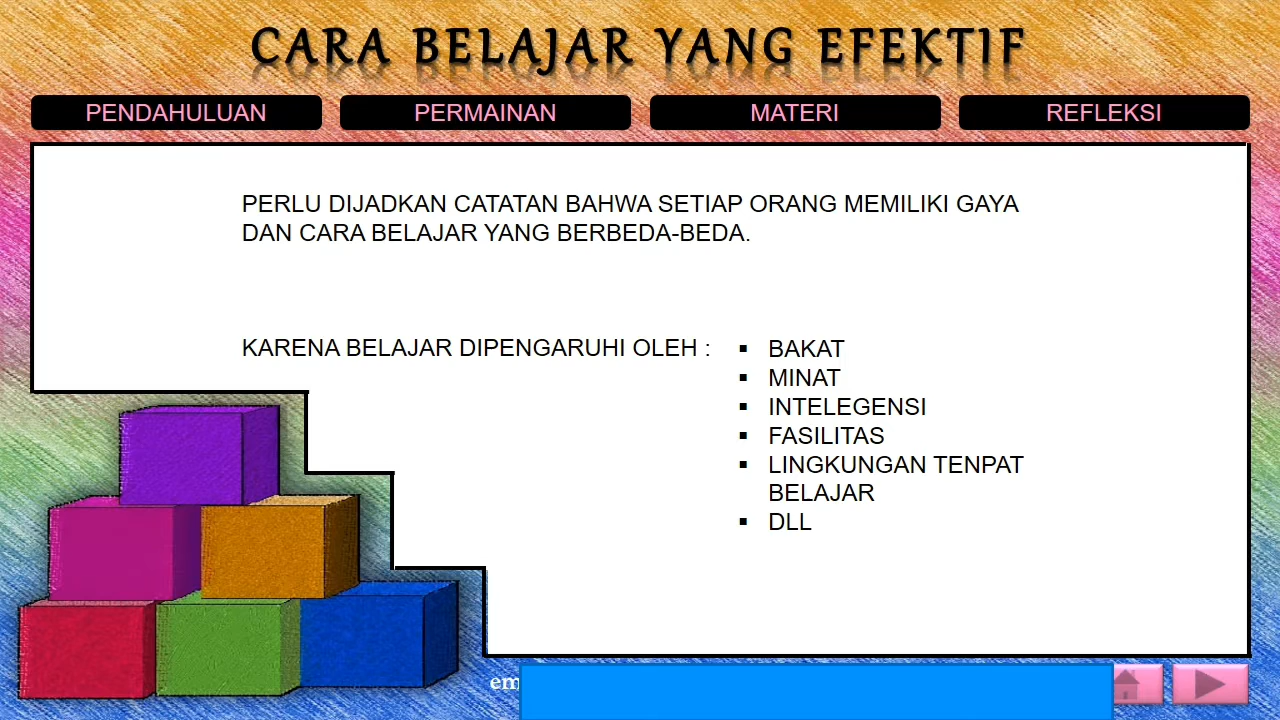 CARA BELAJAR YANG EFEKTIF
PENDAHULUAN
PERMAINAN
MATERI
REFLEKSI
PERLU DIJADKAN CATATAN BAHWA SETIAP ORANG MEMILIKI GAYA
DAN CARA BELAJAR YANG BERBEDA-BEDA.
KARENA BELAJAR DIPENGARUHI OLEH :
▪ BAKAT
▪ MINAT
▪ INTELEGENSI
▪ FASILITAS
▪ LINGKUNGAN TENPAT
BELAJAR
▪ DLL
em